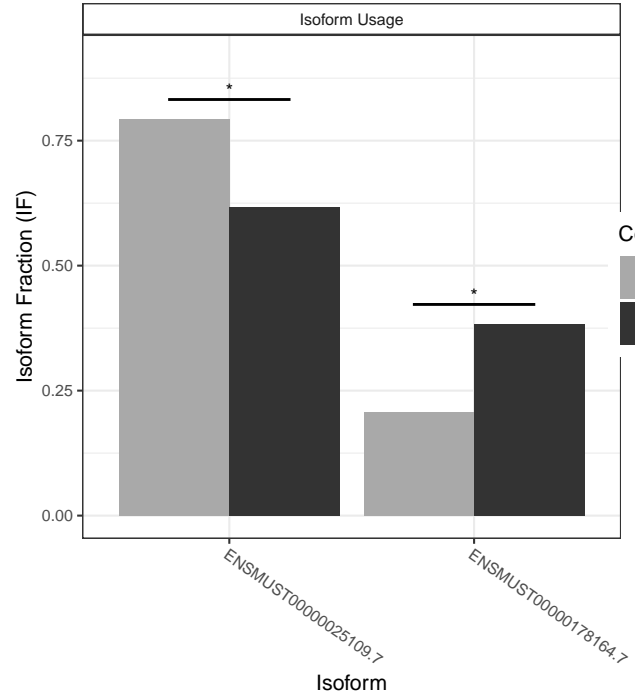 Isoform Usage
*
*
0.75
0.50
0.25
0.00
Isoform Fraction (IF)
ENSMUST00000025109.7
ENSMUST00000178164.7
Isoform